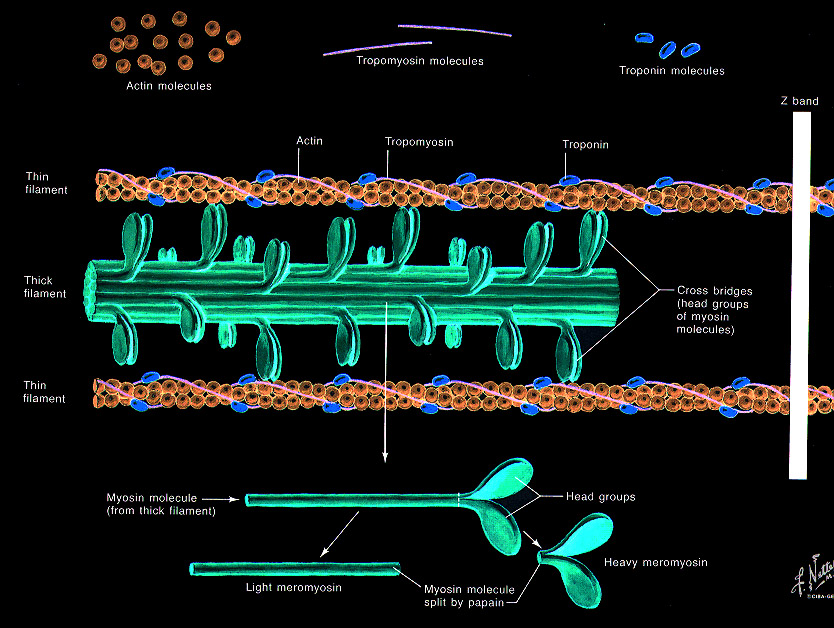 Actin molecules
Tropomyosin molecules
Troponin molecules
Z band
Actin
Tropomyosin
Troponin
Thin
filament
Thick
filament
Cross bridges
(head groups
of myosin
molecules)
Thin
filament
Myosin molecule
(from thick filament)
Head groups
Heavy meromyosin
Light meromyosin
Myosin molecule
split by papain